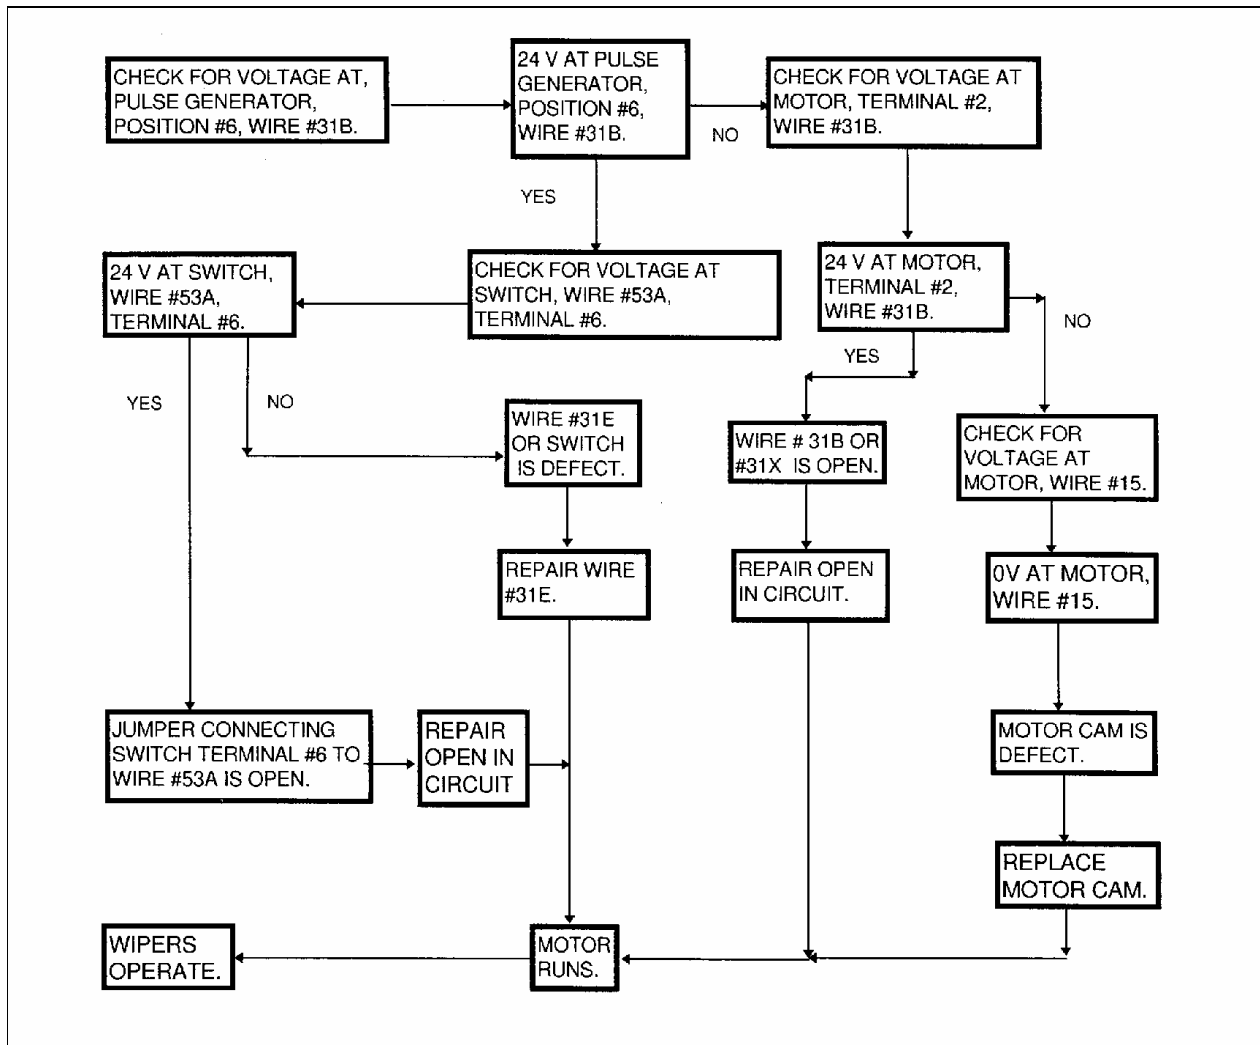 CHECK FOR VOLTAGE AT,
PULSE GENERATOR,
POSITION #6, WIRE #31B.
24 V AT PULSE
GENERATOR,
POSITION #6,
WIRE #31B.
NO
CHECK FOR VOLTAGE AT
MOTOR, TERMINAL #2,
WIRE #31B.
YES
24 V AT SWITCH,
WIRE #53A,
TERMINAL #6.
CHECK FOR VOLTAGE AT
SWITCH, WIRE #53A,
TERMINAL #6.
24 V AT MOTOR,
TERMINAL #2,
WIRE #31B.
NO
YES
YES
NO
WIRE #31E
OR SWITCH
IS DEFECT.
WIRE # 31B OR
#31X IS OPEN.
CHECK FOR
VOLTAGE AT
MOTOR, WIRE #15.
REPAIR WIRE
#31E.
REPAIR OPEN
IN CIRCUIT.
0V AT MOTOR,
WIRE #15.
JUMPER CONNECTING
SWITCH TERMINAL #6 TO
WIRE #53A IS OPEN.
REPAIR
OPEN IN
CIRCUIT
MOTOR CAM IS
DEFECT.
REPLACE
MOTOR CAM.
WIPERS
OPERATE.
MOTOR
RUNS.